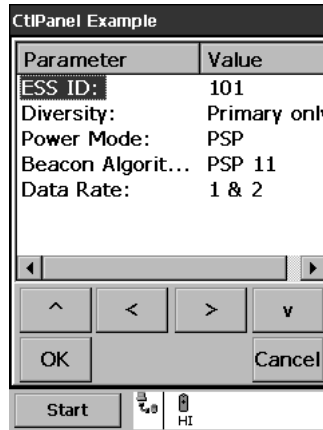 CtlPanel Example
Parameter Value
ESS ID: 101
Diversity: Primary only
Power Mode: PSP
Beacon Algorit... PSP 11
Data Rate: 1 & 2
^ < > v
OK Cancel
Start HI